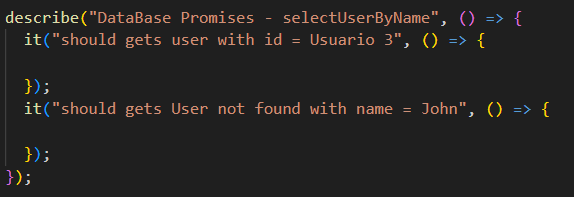 describe("DataBase Promises - selectUserByName", () => {
  it("should gets user with id = Usuario 3", () => {
  });
  it("should gets User not found with name = John", () => {
  });
});